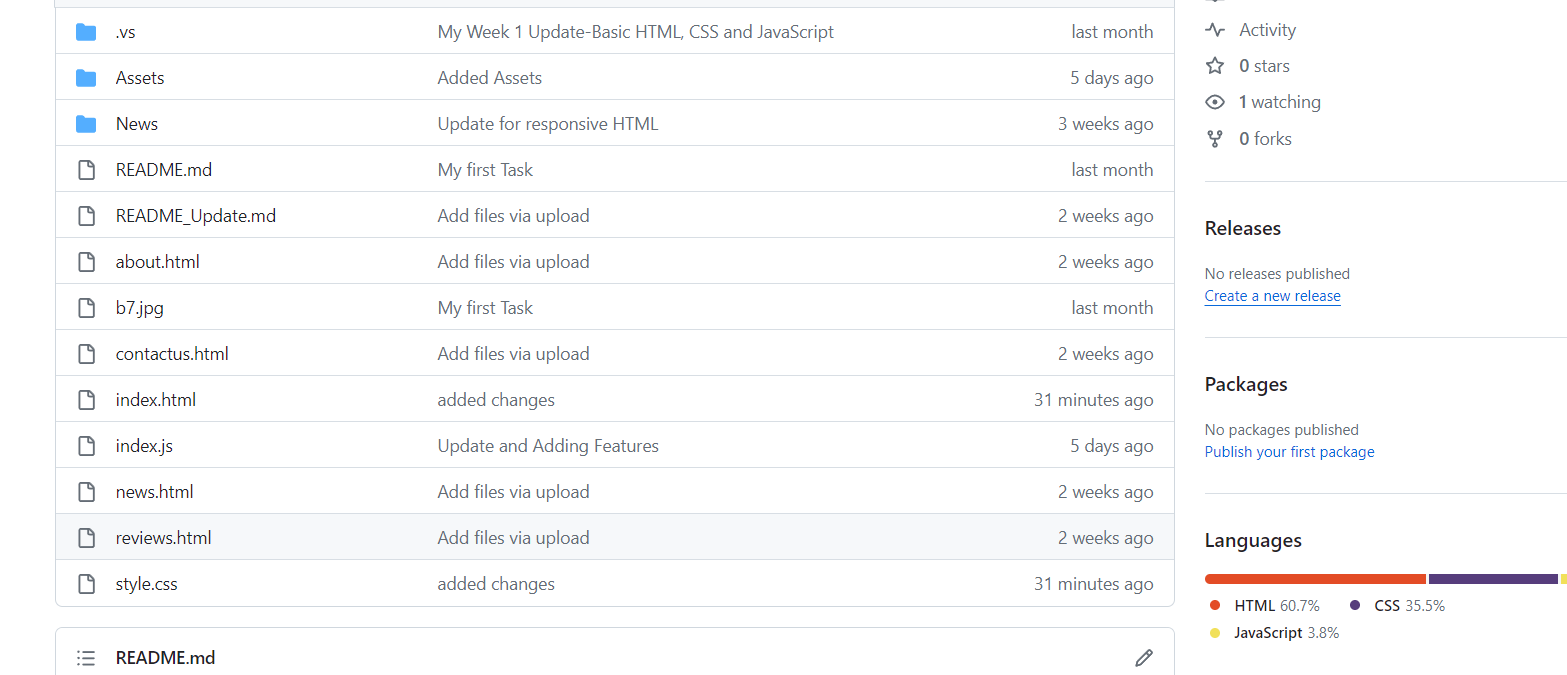 .vs My Week 1 Update-Basic HTML, CSS and JavaScript last month
Assets Added Assets 5 days ago
News Update for responsive HTML 3 weeks ago
README.md My first Task last month
README_Update.md Add files via upload 2 weeks ago
about.html Add files via upload 2 weeks ago
b7.jpg My first Task last month
contactus.html Add files via upload 2 weeks ago
index.html added changes 31 minutes ago
index.js Update and Adding Features 5 days ago
news.html Add files via upload 2 weeks ago
reviews.html Add files via upload 2 weeks ago
style.css added changes 31 minutes ago
README.md
Activity
0 stars
1 watching
0 forks
Releases
No releases published
Create a new release
Packages
No packages published
Publish your first package
Languages
HTML 60.7% CSS 35.5%
JavaScript 3.8%